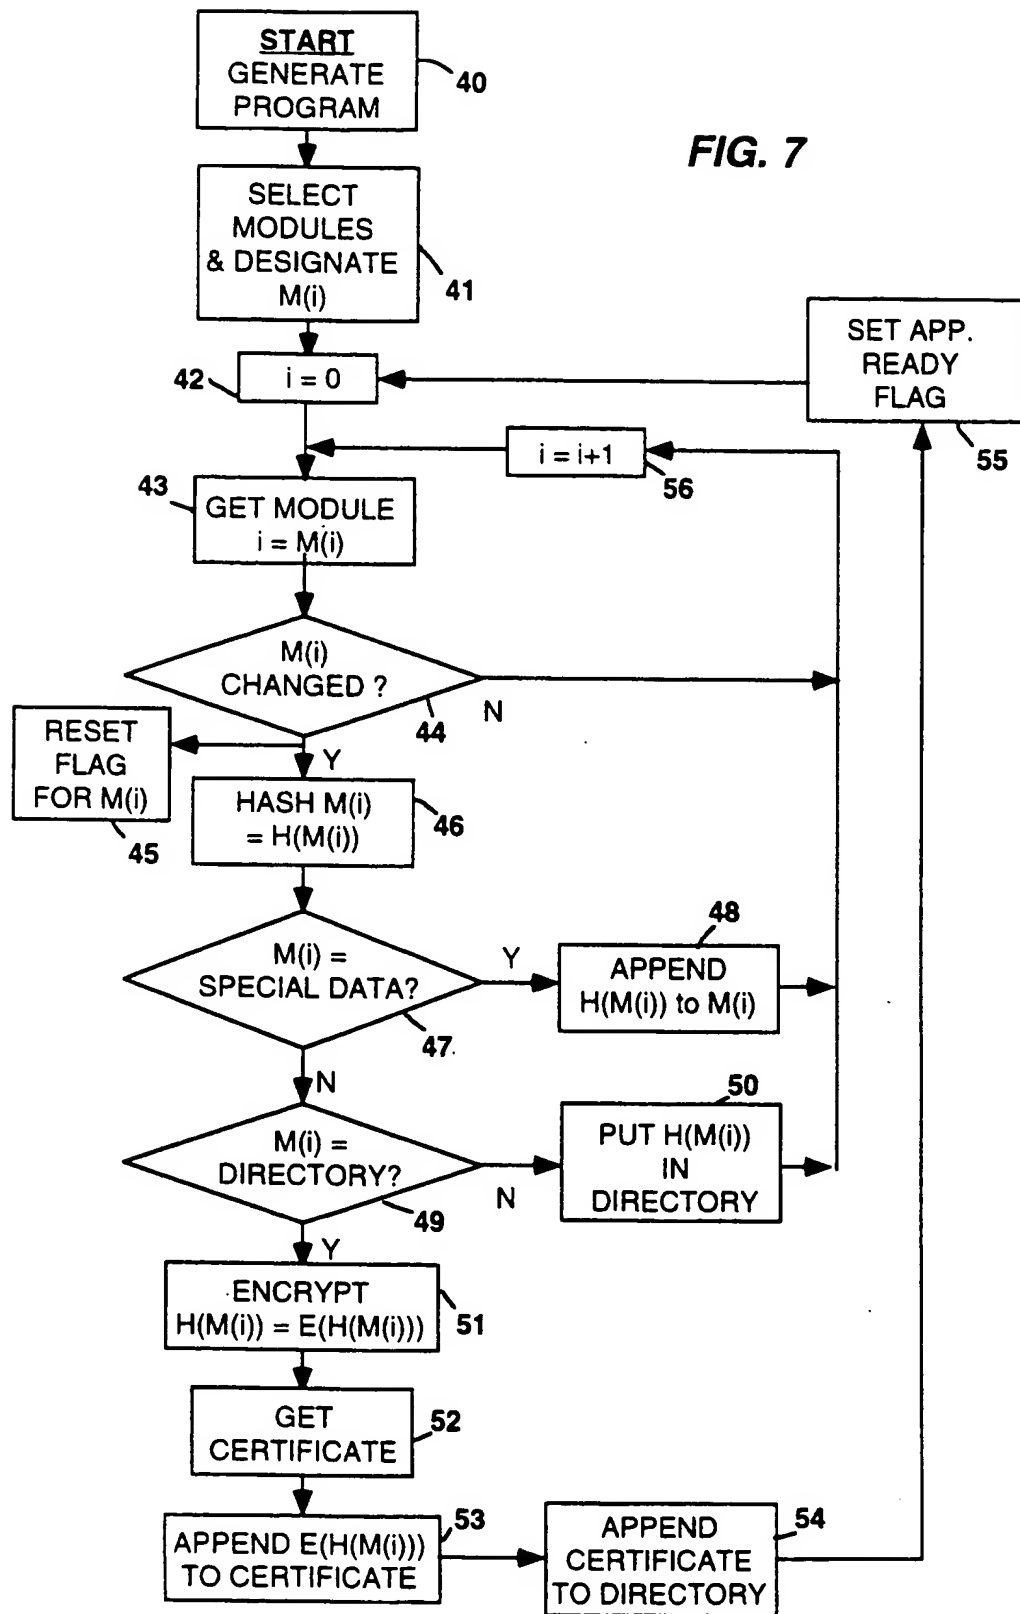 START
GENERATE
PROGRAM
40
FIG. 7
SELECT
MODULES
& DESIGNATE
M(i)
41
SET APP.
READY
FLAG
55
42
i = 0
i = i+1
56
43
GET MODULE
i = M(i)
M(i)
CHANGED ?
44
N
RESET
FLAG
FOR M(i)
45
Y
HASH M(i)
= H(M(i))
46
M(i) =
SPECIAL DATA?
47
Y
48
APPEND
H(M(i)) to M(i)
N
M(i) =
DIRECTORY?
49
N
50
PUT H(M(i))
IN
DIRECTORY
Y
ENCRYPT
H(M(i)) = E(H(M(i)))
51
GET
CERTIFICATE
52
APPEND E(H(M(i)))
TO CERTIFICATE
53
APPEND
CERTIFICATE
TO DIRECTORY
54